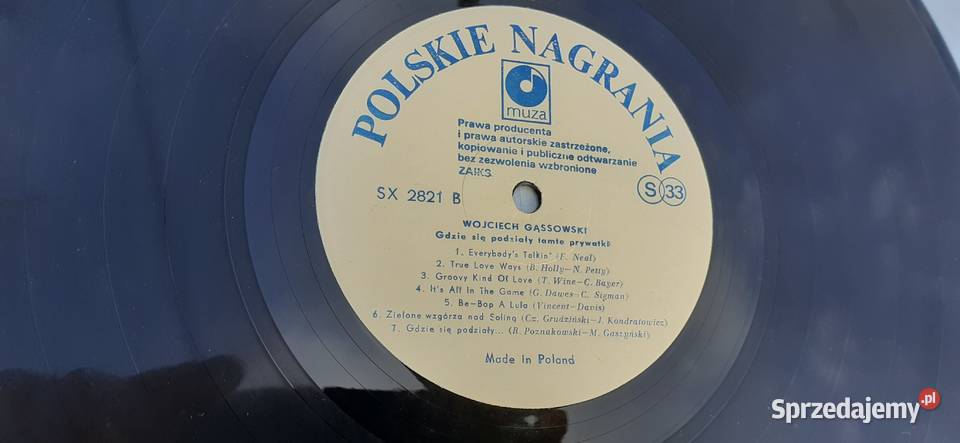 POLSKIE NAGRANIA
muza
Prawa producenta
i prawa autorskie zastrzeżone,
kopiowanie i publiczne odtwarzanie
bez zezwolenia wzbronione
ZAIKS
SX 2821 B
S 33
WOJCIECH GĄSSOWSKI
Gdzie się podziały tamte prywatki
1. Everybody's Talkin' (F. Neal)
2. True Love Ways (B. Holly—N. Petty)
3. Groovy Kind Of Love (T. Wine—C. Bayer)
4. It's All In The Game (G. Dawes—C. Sigman)
5. Be-Bop A Lula (Vincent—Davis)
6. Zielone wzgórza nad Soliną (Cz. Grudziński—J. Kondratowicz)
7. Gdzie się podziały... (R. Poznakowski—M. Gaszyński)
Made In Poland
Sprzedajemy.pl